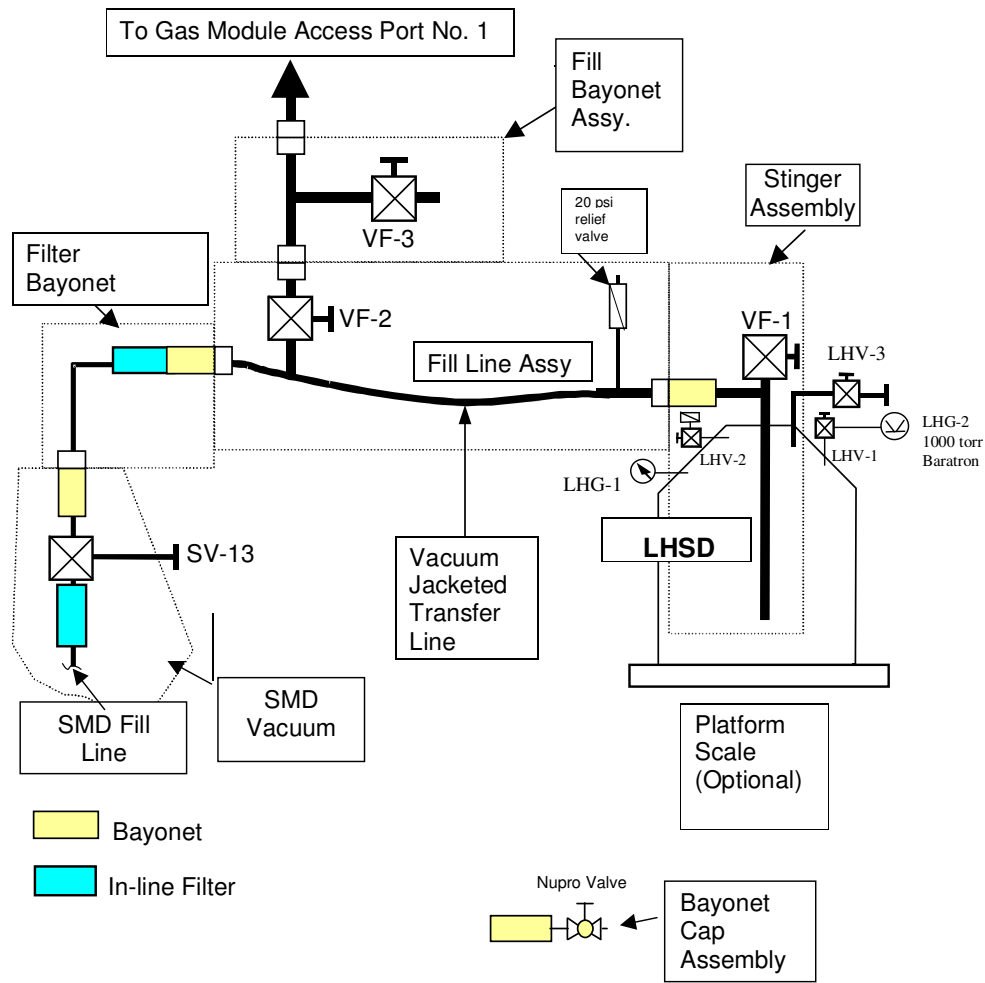 To Gas Module Access Port No. 1
Fill
Bayonet
Assy.
Stinger
Assembly
20 psi
relief
valve
VF-3
Filter
Bayonet
VF-2
VF-1
Fill Line Assy
LHV-3
LHG-2
1000 torr
Baratron
LHV-2
LHV-1
LHG-1
LHSD
SV-13
Vacuum
Jacketed
Transfer
Line
SMD Fill
Line
SMD
Vacuum
Platform
Scale
(Optional)
Bayonet
In-line Filter
Nupro Valve
Bayonet
Cap
Assembly